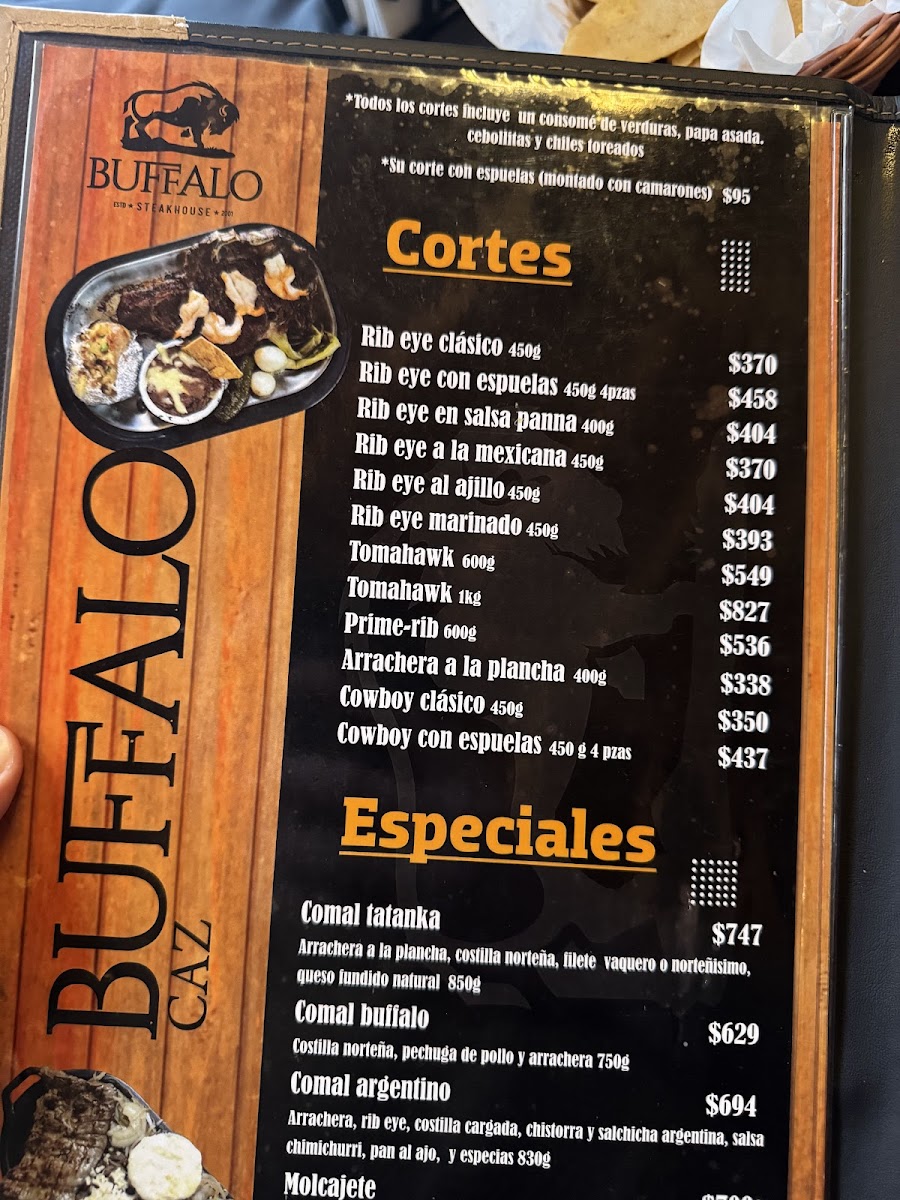 BUFFALO
ESTD ★ STEAKHOUSE ★ 2001
BUFFALO
CAZ
*Todos los cortes incluye un consomé de verduras, papa asada.
cebollitas y chiles toreados
*Su corte con espuelas (montado con camarones) $95
Cortes
Rib eye clásico 450g $370
Rib eye con espuelas 450g 4pzas $458
Rib eye en salsa panna 400g $404
Rib eye a la mexicana 450g $370
Rib eye al ajillo 450g $404
Rib eye marinado 450g $393
Tomahawk 600g $549
Tomahawk 1kg $827
Prime-rib 600g $536
Arrachera a la plancha 400g $338
Cowboy clásico 450g $350
Cowboy con espuelas 450 g 4 pzas $437
Especiales
Comal tatanka $747
Arrachera a la plancha, costilla norteña, filete vaquero o norteñisimo,
queso fundido natural 850g
Comal buffalo $629
Costilla norteña, pechuga de pollo y arrachera 750g
Comal argentino $694
Arrachera, rib eye, costilla cargada, chistorra y salchicha argentina, salsa
chimichurri, pan al ajo, y especias 830g
Molcajete